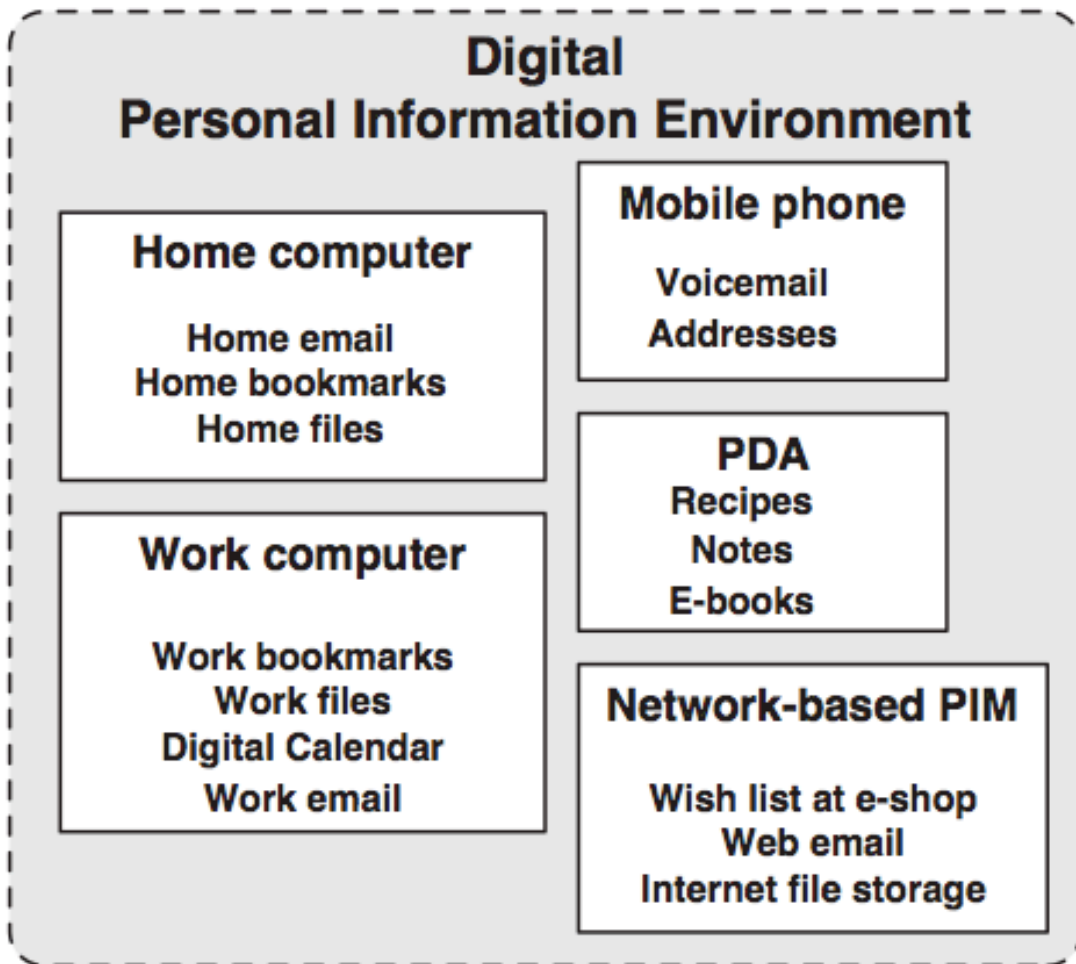 Digital
Personal Information Environment
Home computer
Home email
Home bookmarks
Home files
Work computer
Work bookmarks
Work files
Digital Calendar
Work email
Mobile phone
Voicemail
Addresses
PDA
Recipes
Notes
E-books
Network-based PIM
Wish list at e-shop
Web email
Internet file storage